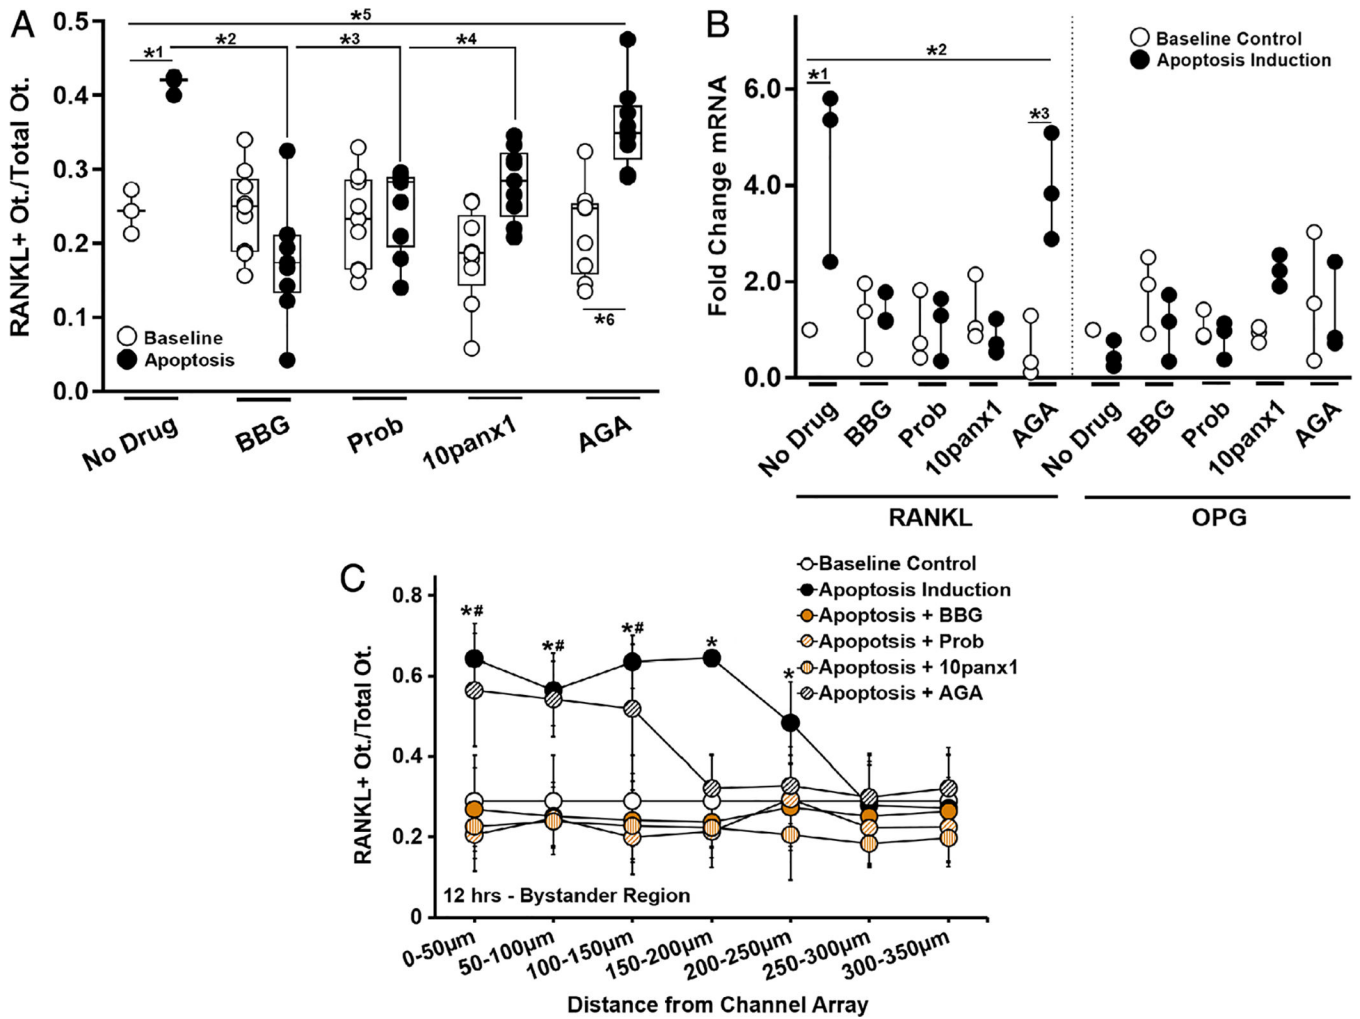 A
RANKL+ Ot./Total Ot.
0.5
0.4
0.3
0.2
0.1
0.0
*5
*1
*2
*3
*4
*6
Baseline
Apoptosis
No Drug
BBG
Prob
10panx1
AGA
B
Fold Change mRNA
6.0
4.0
2.0
0.0
Baseline Control
Apoptosis Induction
*2
*1
*3
No Drug
BBG
Prob
10panx1
AGA
No Drug
BBG
Prob
10panx1
AGA
RANKL
OPG
C
RANKL+ Ot./Total Ot.
0.8
0.6
0.4
0.2
0
Baseline Control
Apoptosis Induction
Apoptosis + BBG
Apopotsis + Prob
Apoptosis + 10panx1
Apoptosis + AGA
*#
*#
*#
*
*
12 hrs - Bystander Region
0-50µm
50-100µm
100-150µm
150-200µm
200-250µm
250-300µm
300-350µm
Distance from Channel Array